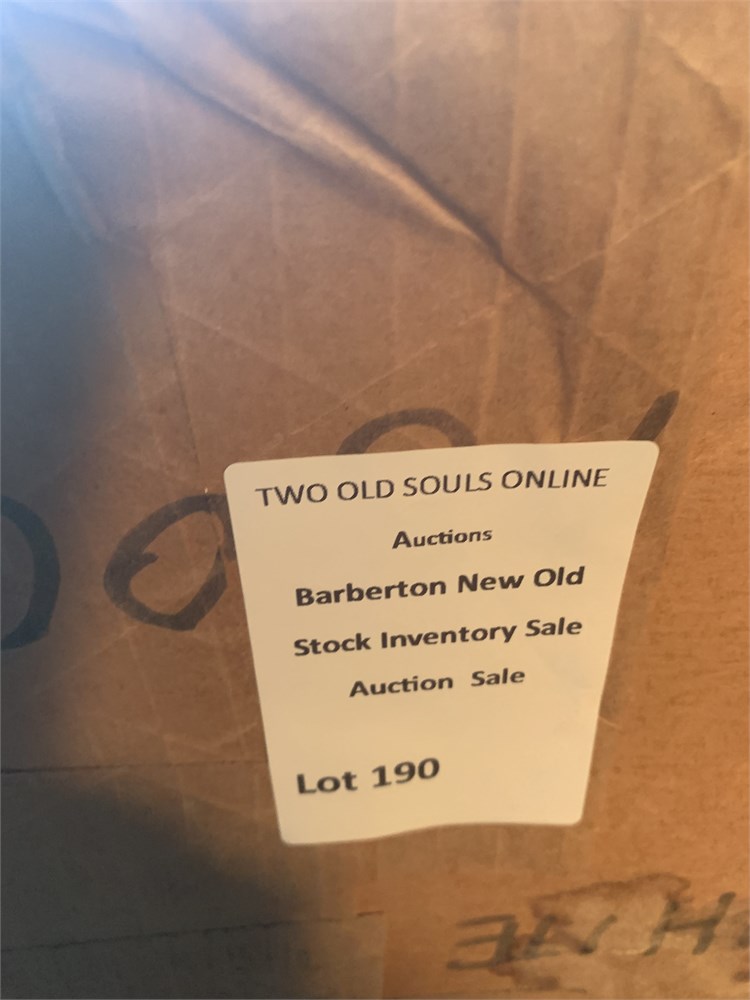 TWO OLD SOULS ONLINE
Auctions
Barberton New Old
Stock Inventory Sale
Auction Sale
Lot 190